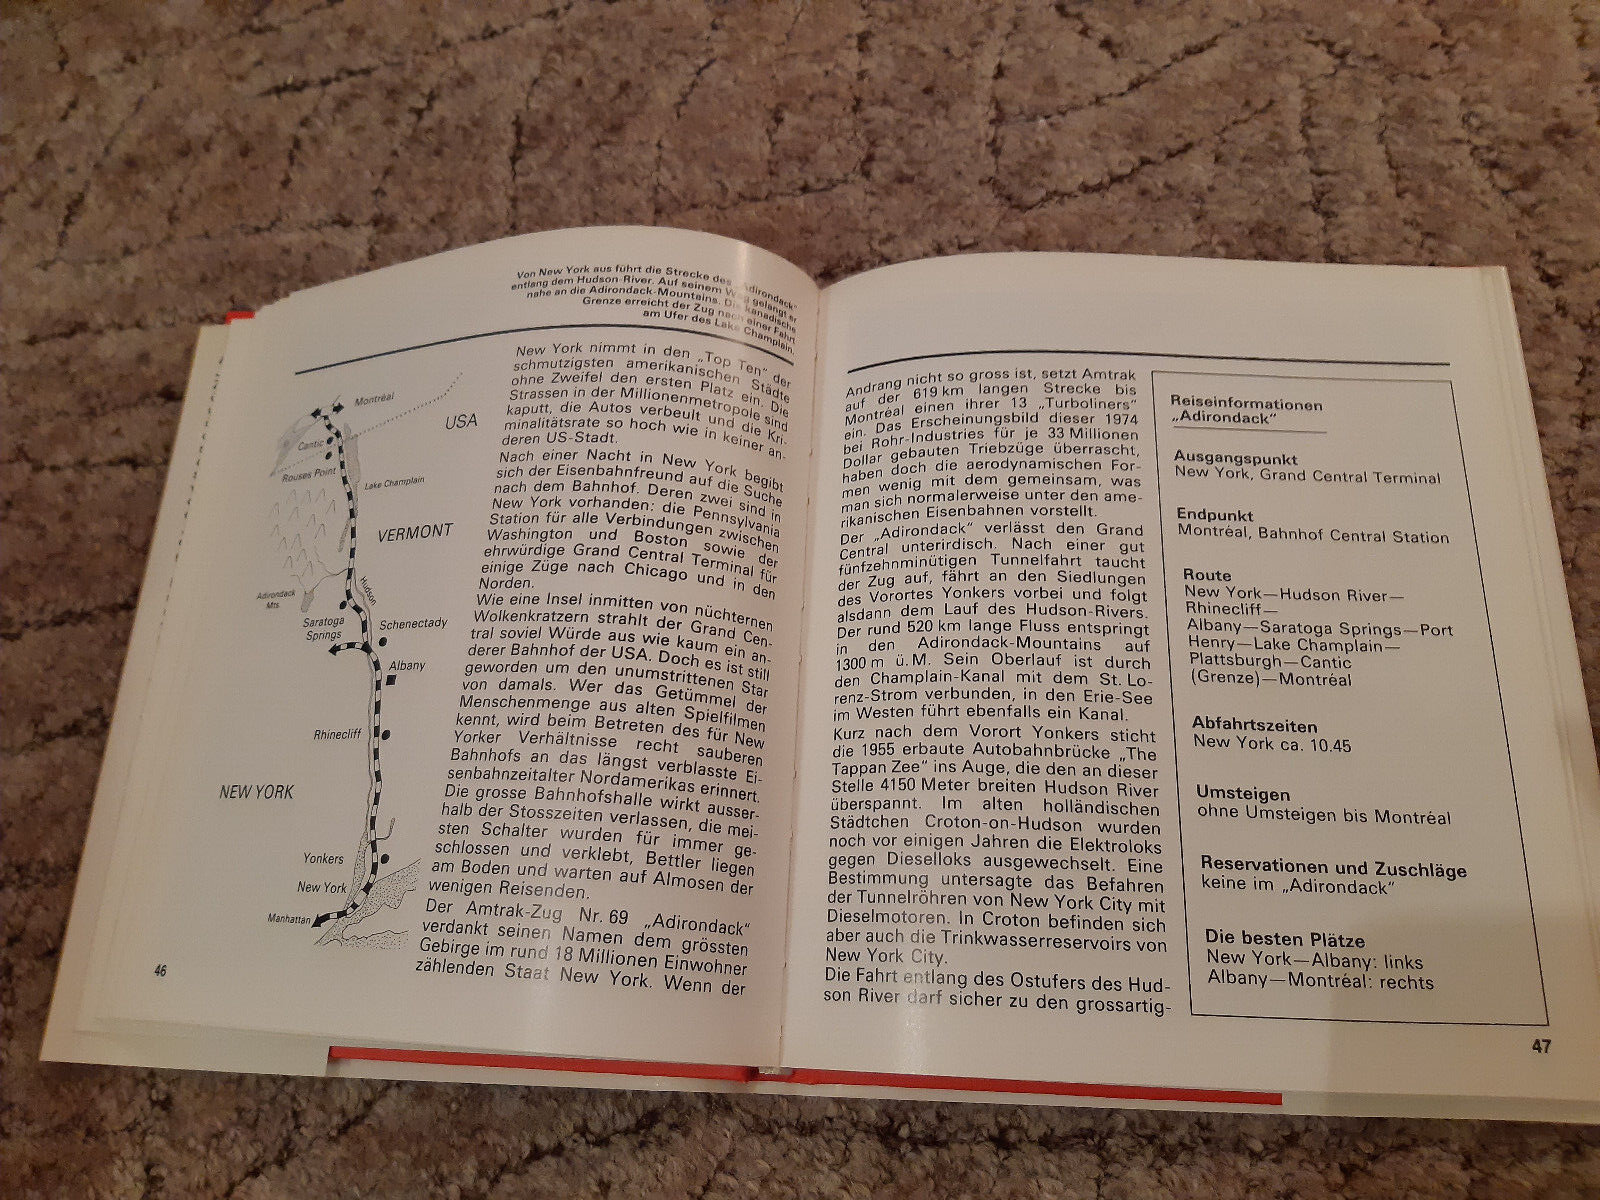 Von New York aus führt die Strecke des „Adirondack"
entlang dem Hudson-River. Auf seinem Weg gelangt er
nahe an die Adirondack-Mountains. Die kanadische
Grenze erreicht der Zug nach einer Fahrt
am Ufer des Lake Champlain.
Montréal
USA
Cantic
Rouses Point
Lake Champlain
VERMONT
Hudson
Adirondack
Mts.
Saratoga
Springs
Schenectady
Albany
Rhinecliff
NEW YORK
Yonkers
New York
Manhattan
46
New York nimmt in den „Top Ten" der
schmutzigsten amerikanischen Städte
ohne Zweifel den ersten Platz ein. Die
Strassen in der Millionenmetropole sind
kaputt, die Autos verbeult und die Kri-
minalitätsrate so hoch wie in keiner an-
deren US-Stadt.
Nach einer Nacht in New York begibt
sich der Eisenbahnfreund auf die Suche
nach dem Bahnhof. Deren zwei sind in
New York vorhanden: die Pennsylvania
Station für alle Verbindungen zwischen
Washington und Boston sowie der
ehrwürdige Grand Central Terminal für
einige Züge nach Chicago und in den
Norden.
Wie eine Insel inmitten von nüchternen
Wolkenkratzern strahlt der Grand Cen-
tral soviel Würde aus wie kaum ein an-
derer Bahnhof der USA. Doch es ist still
geworden um den unumstrittenen Star
von damals. Wer das Getümmel der
Menschenmenge aus alten Spielfilmen
kennt, wird beim Betreten des für New
Yorker Verhältnisse recht sauberen
Bahnhofs an das längst verblasste Ei-
senbahnzeitalter Nordamerikas erinnert.
Die grosse Bahnhofshalle wirkt ausser-
halb der Stosszeiten verlassen, die mei-
sten Schalter wurden für immer ge-
schlossen und verklebt, Bettler liegen
am Boden und warten auf Almosen der
wenigen Reisenden.
Der Amtrak-Zug Nr. 69 „Adirondack"
verdankt seinen Namen dem grössten
Gebirge im rund 18 Millionen Einwohner
zählenden Staat New York. Wenn der
Andrang nicht so gross ist, setzt Amtrak
auf der 619 km langen Strecke bis
Montréal einen ihrer 13 „Turboliners"
ein. Das Erscheinungsbild dieser 1974
bei Rohr-Industries für je 33 Millionen
Dollar gebauten Triebzüge überrascht,
haben doch die aerodynamischen For-
men wenig mit dem gemeinsam, was
man sich normalerweise unter den ame-
rikanischen Eisenbahnen vorstellt.
Der „Adirondack" verlässt den Grand
Central unterirdisch. Nach einer gut
fünfzehnminütigen Tunnelfahrt taucht
der Zug auf, fährt an den Siedlungen
des Vorortes Yonkers vorbei und folgt
alsdann dem Lauf des Hudson-Rivers.
Der rund 520 km lange Fluss entspringt
in den Adirondack-Mountains auf
1300 m ü. M. Sein Oberlauf ist durch
den Champlain-Kanal mit dem St. Lo-
renz-Strom verbunden, in den Erie-See
im Westen führt ebenfalls ein Kanal.
Kurz nach dem Vorort Yonkers sticht
die 1955 erbaute Autobahnbrücke „The
Tappan Zee" ins Auge, die den an dieser
Stelle 4150 Meter breiten Hudson River
überspannt. Im alten holländischen
Städtchen Croton-on-Hudson wurden
noch vor einigen Jahren die Elektroloks
gegen Dieselloks ausgewechselt. Eine
Bestimmung untersagte das Befahren
der Tunnelröhren von New York City mit
Dieselmotoren. In Croton befinden sich
aber auch die Trinkwasserreservoirs von
New York City.
Die Fahrt entlang des Ostufers des Hud-
son River darf sicher zu den grossartig-
Reiseinformationen
„Adirondack"
Ausgangspunkt
New York, Grand Central Terminal
Endpunkt
Montréal, Bahnhof Central Station
Route
New York—Hudson River—
Rhinecliff—
Albany—Saratoga Springs—Port
Henry—Lake Champlain—
Plattsburgh—Cantic
(Grenze)—Montréal
Abfahrtszeiten
New York ca. 10.45
Umsteigen
ohne Umsteigen bis Montréal
Reservationen und Zuschläge
keine im „Adirondack"
Die besten Plätze
New York—Albany: links
Albany—Montréal: rechts
47